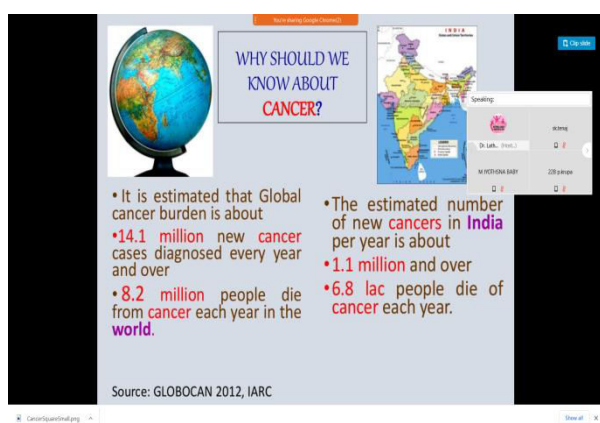 You're sharing Google Chrome(2)
Clip slide
WHY SHOULD WE
KNOW ABOUT
CANCER?
INDIA
Speaking:
Dr. Lath...
M JYOTHSNA BABY
• It is estimated that Global
cancer burden is about
•14.1 million new cancer
cases diagnosed every year
and over
• 8.2 million people die
from cancer each year in the
world.
•The estimated number
of new cancers in India
per year is about
•1.1 million and over
•6.8 lac people die of
cancer each year.
Source: GLOBOCAN 2012, IARC
CancerSquareSmall.png
Show all
X